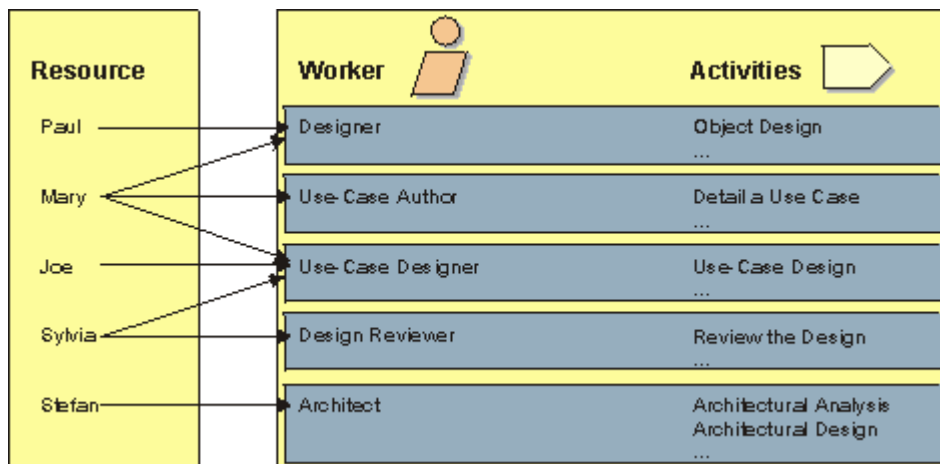 Resource Worker Activities
Paul Designer Object Design
...
Mary Use-Case Author Detail a Use Case
...
Joe Use-Case Designer Use-Case Design
...
Sylvia Design Reviewer Review the Design
...
Stefan Architect Architectural Analysis
Architectural Design
...